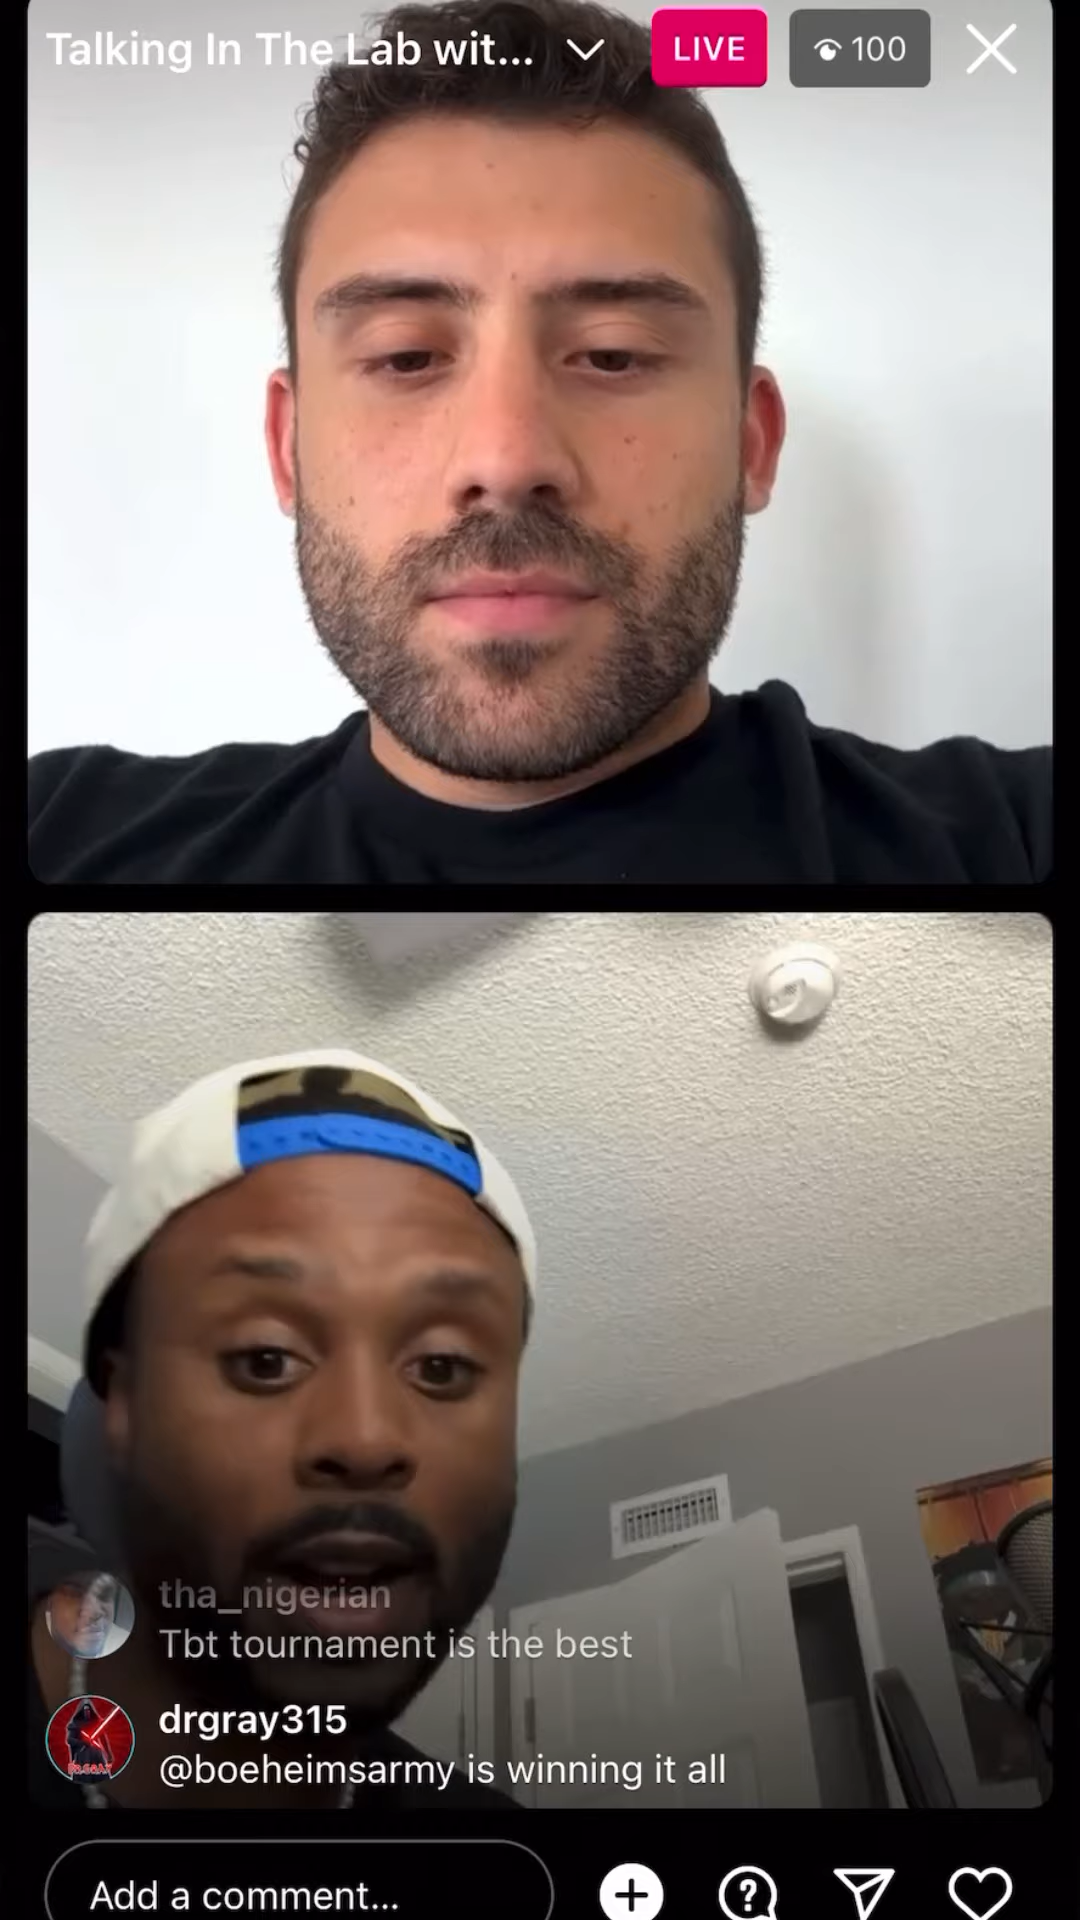 Talking In The Lab wit...
LIVE
100
tha_nigerian
Tbt tournament is the best
drgray315
@boeheimsarmy is winning it all
Add a comment...